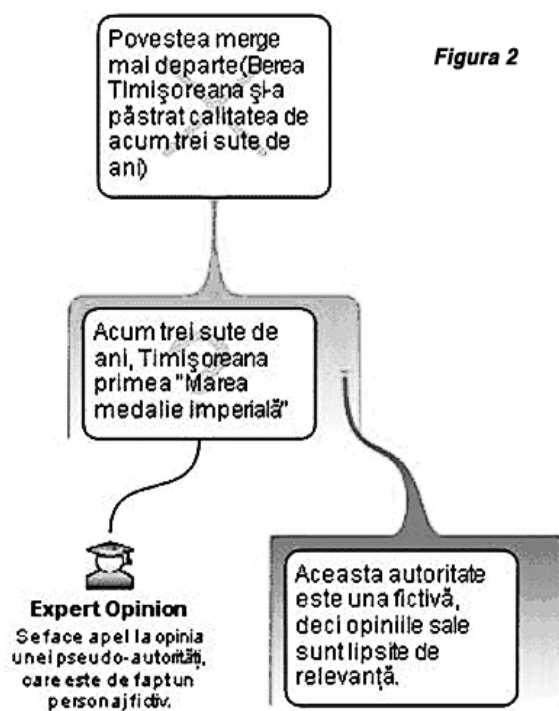 Figura 2
Povestea merge
mai departe(Berea
Timişoreana şi-a
păstrat calitatea de
acum trei sute de
ani)
Acum trei sute de
ani, Timişoreana
primea "Marea
medalie imperială"
Expert Opinion
Se face apel la opinia
unei pseudo-autorităţi,
care este de fapt un
personaj fictiv.
Aceasta autoritate
este una fictivă,
deci opiniile sale
sunt lipsite de
relevanţă.